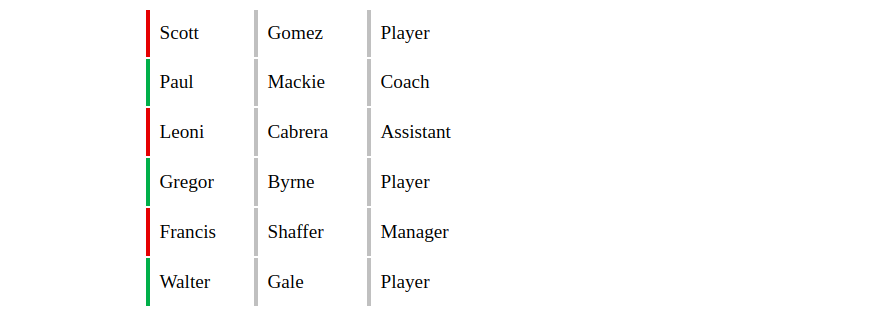 Scott Gomez Player
Paul Mackie Coach
Leoni Cabrera Assistant
Gregor Byrne Player
Francis Shaffer Manager
Walter Gale Player